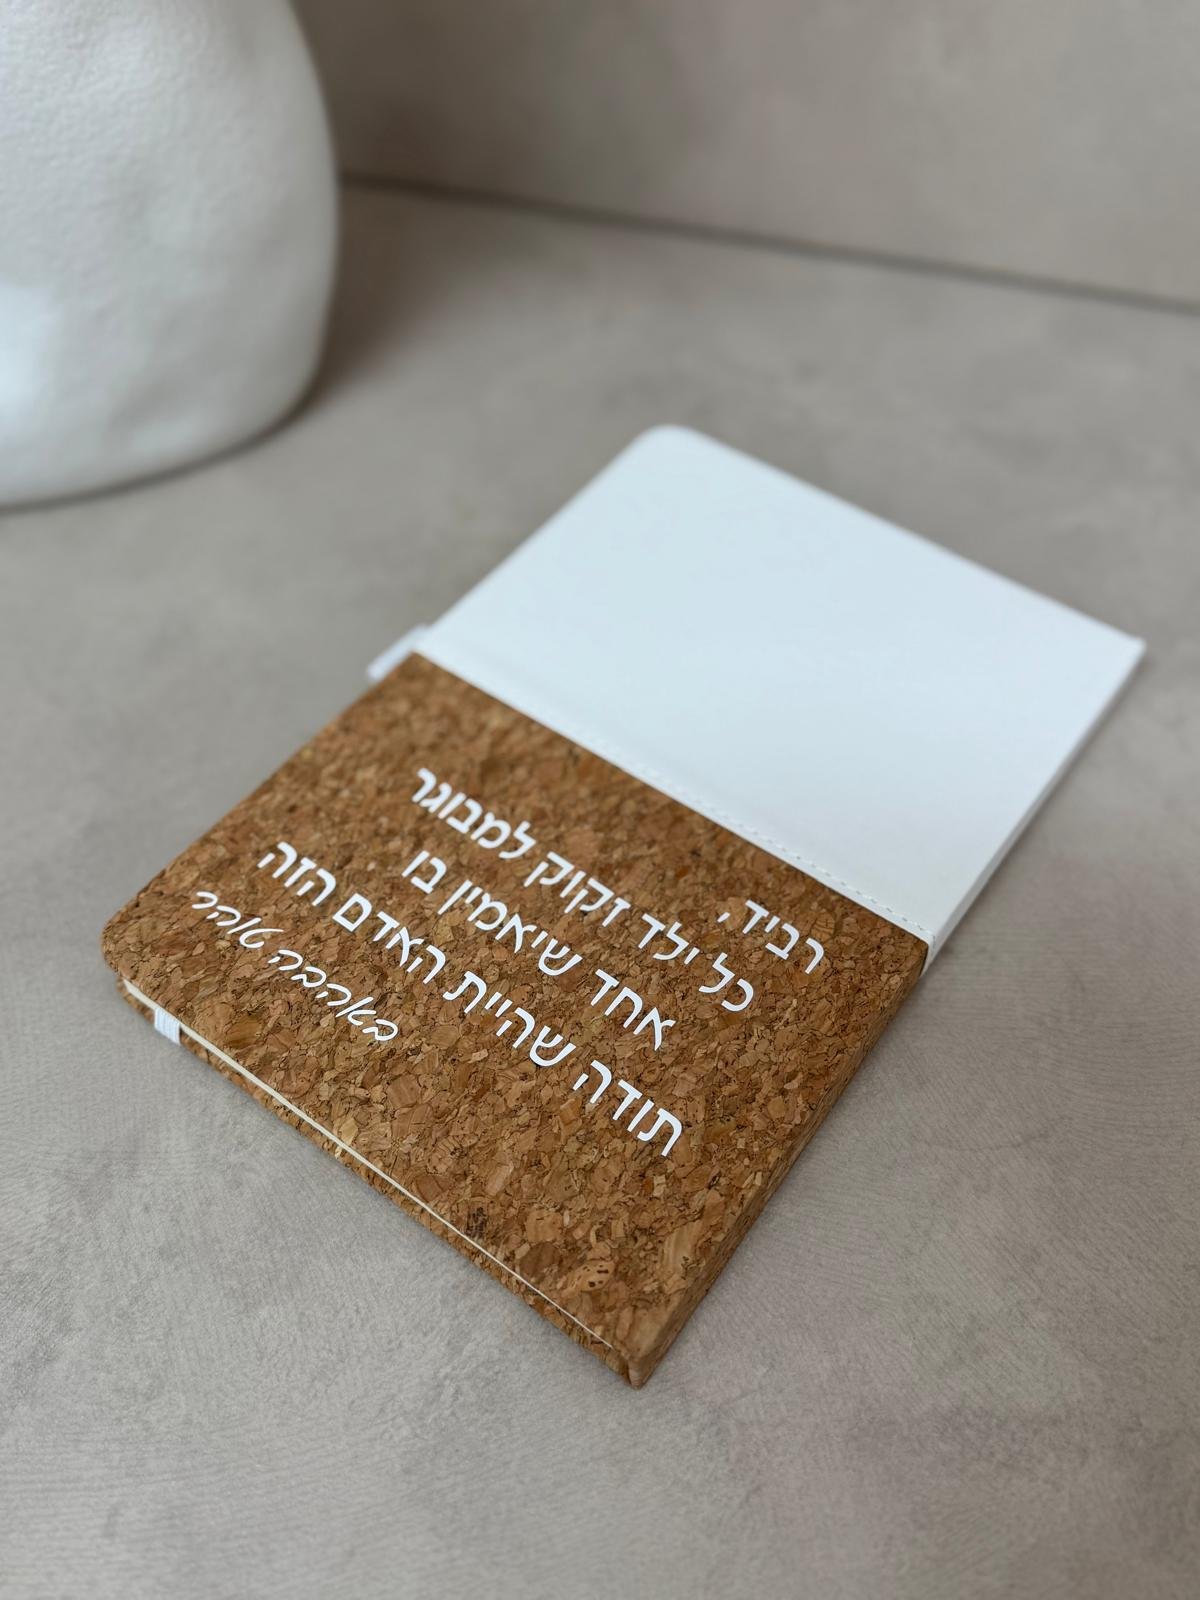 רביד,
כל ילד זקוק למבוגר
אחד שיאמין בו
תודה שהיית האדם הזה
באהבה טוהר